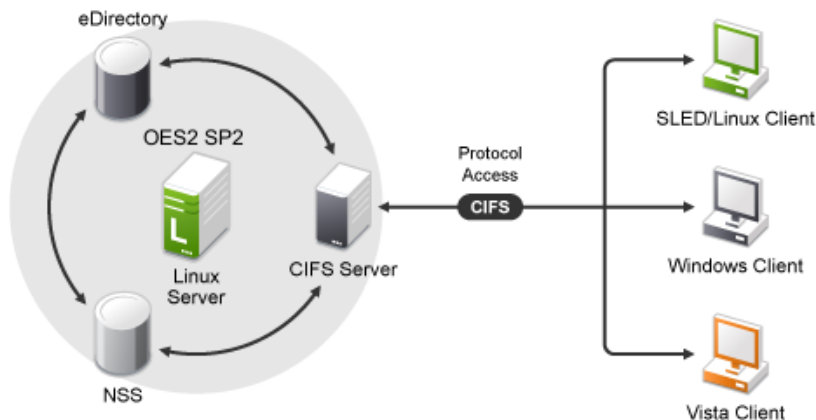 eDirectory
OES2 SP2
L
Linux
Server
CIFS Server
NSS
Protocol
Access
CIFS
SLED/Linux Client
Windows Client
Vista Client